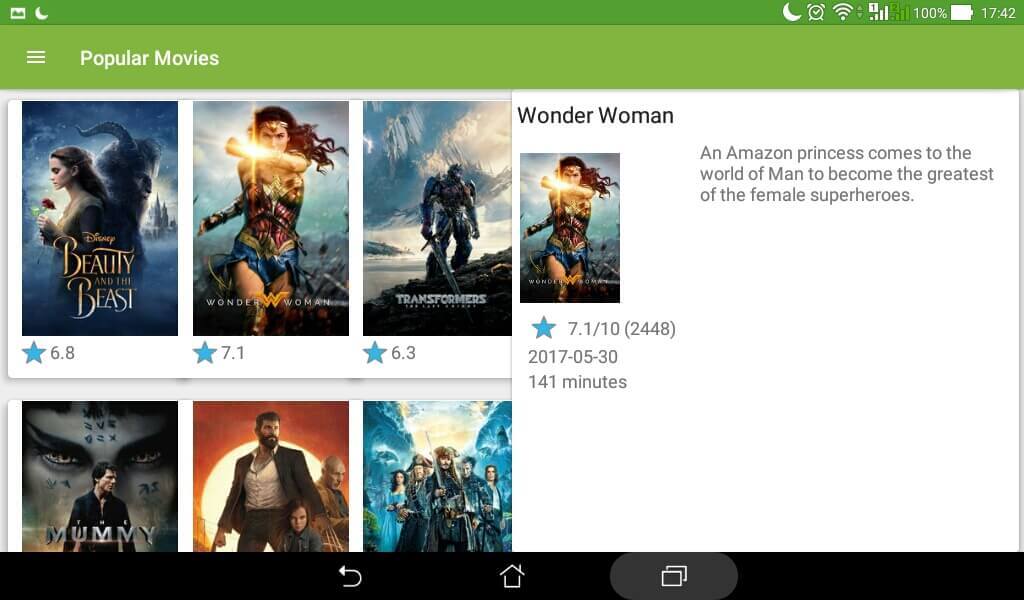 100% 17:42
Popular Movies
Disney
BEAUTY
AND THE
BEAST
WONDER WOMAN
TRANSFORMERS
THE LAST KNIGHT
6.8
7.1
6.3
THE
MUMMY
Wonder Woman
An Amazon princess comes to the
world of Man to become the greatest
of the female superheroes.
WONDER WOMAN
7.1/10 (2448)
2017-05-30
141 minutes